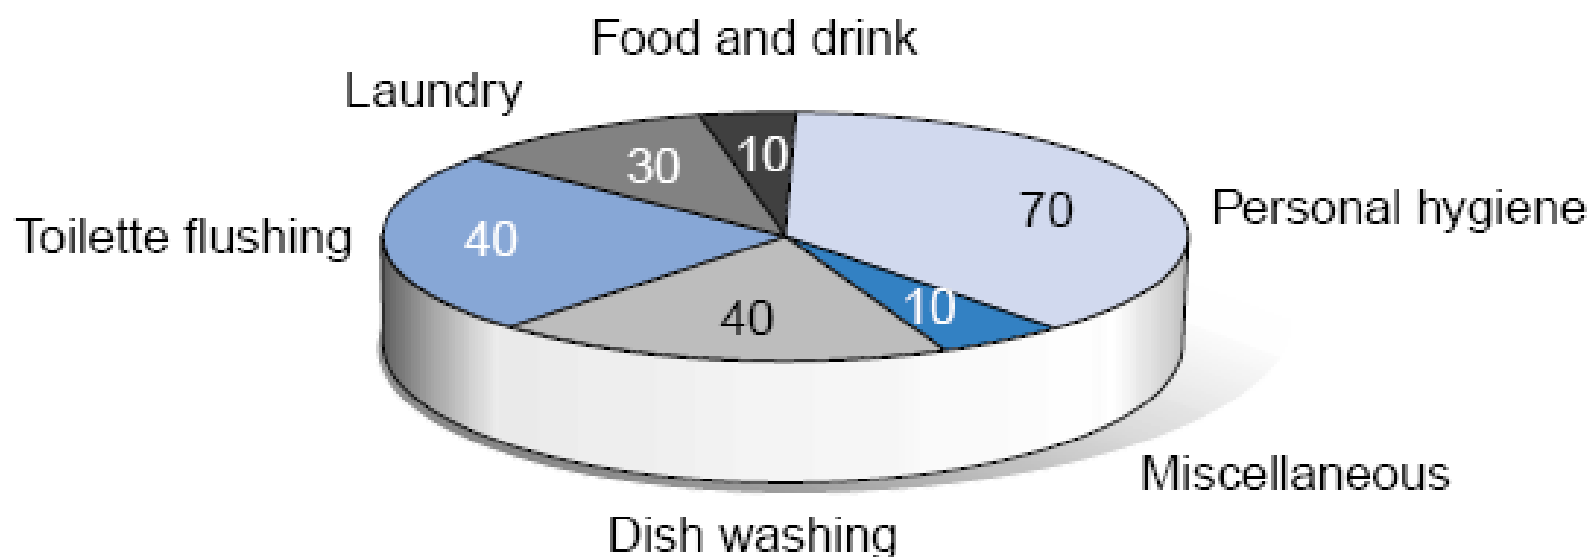 Food and drink
Laundry
10
30
70
Personal hygiene
Toilette flushing
40
10
40
Miscellaneous
Dish washing